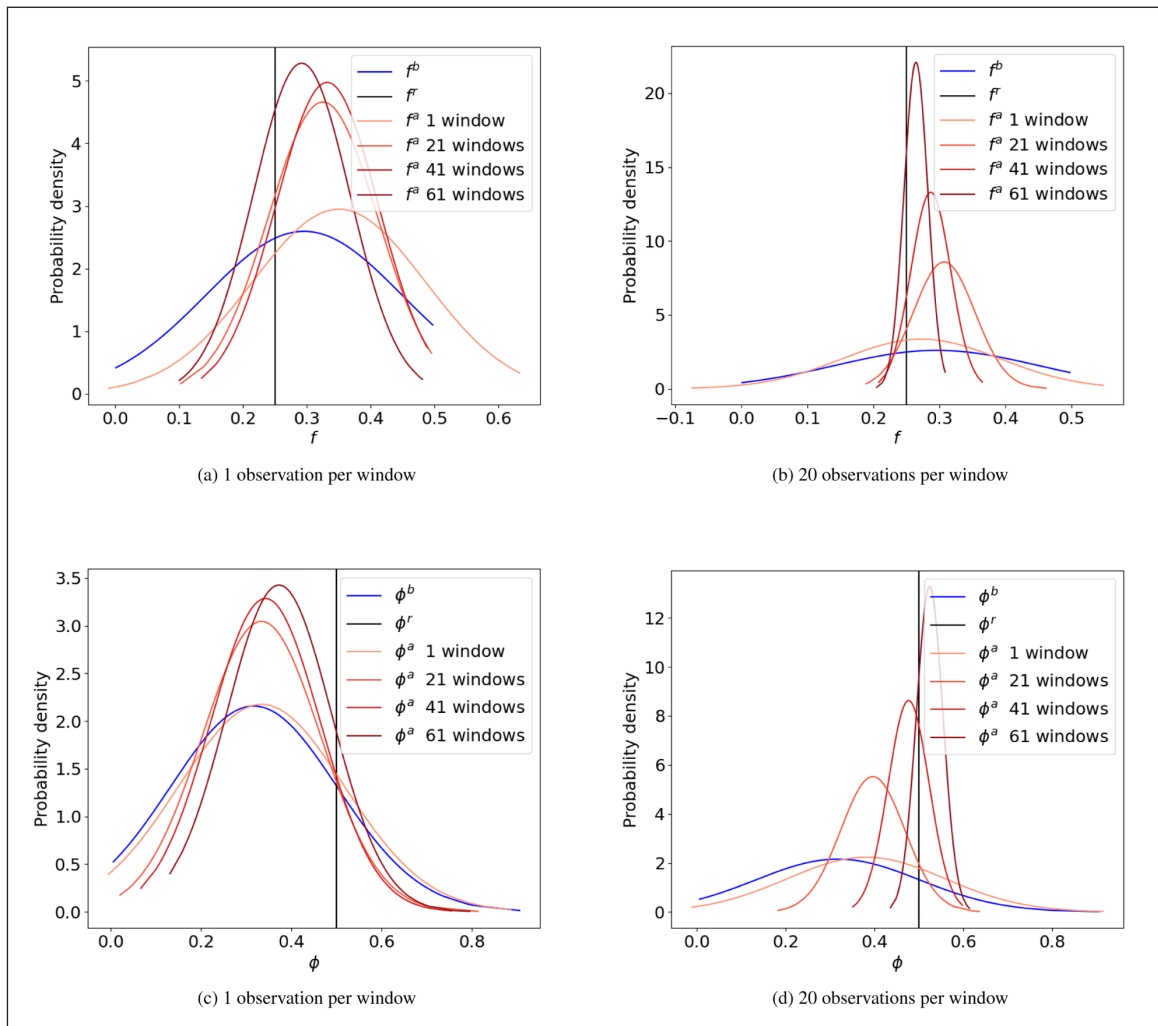 Probability density
5
4
3
2
1
0
0.0 0.1 0.2 0.3 0.4 0.5 0.6
f
f^b
f^r
f^a 1 window
f^a 21 windows
f^a 41 windows
f^a 61 windows
(a) 1 observation per window
Probability density
20
15
10
5
0
−0.1 0.0 0.1 0.2 0.3 0.4 0.5
f
f^b
f^r
f^a 1 window
f^a 21 windows
f^a 41 windows
f^a 61 windows
(b) 20 observations per window
Probability density
3.5
3.0
2.5
2.0
1.5
1.0
0.5
0.0
0.0 0.2 0.4 0.6 0.8
ϕ
ϕ^b
ϕ^r
ϕ^a 1 window
ϕ^a 21 windows
ϕ^a 41 windows
ϕ^a 61 windows
(c) 1 observation per window
Probability density
12
10
8
6
4
2
0
0.0 0.2 0.4 0.6 0.8
ϕ
ϕ^b
ϕ^r
ϕ^a 1 window
ϕ^a 21 windows
ϕ^a 41 windows
ϕ^a 61 windows
(d) 20 observations per window